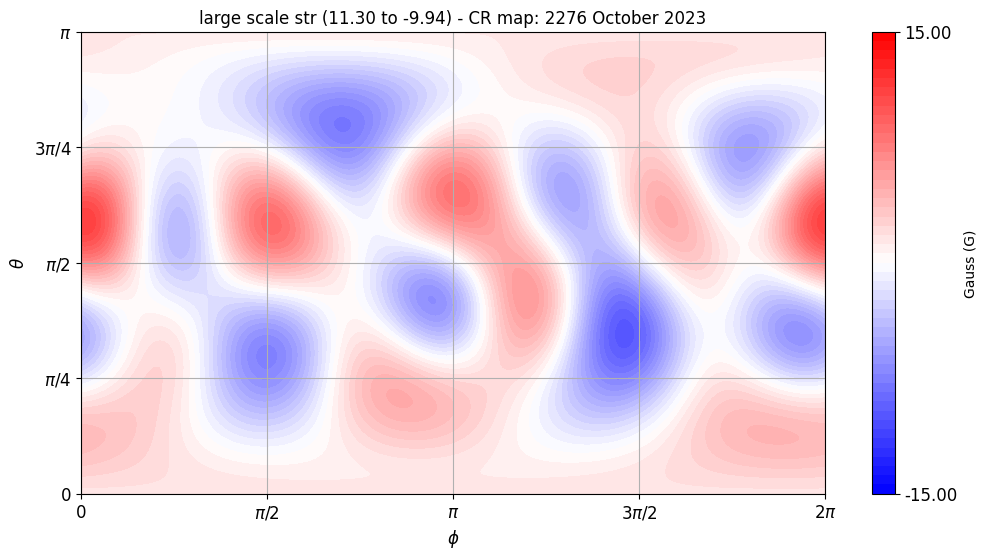 large scale str (11.30 to -9.94) - CR map: 2276 October 2023
π
3π/4
π/2
π/4
0
θ
0
π/2
π
3π/2
2π
ϕ
15.00
-15.00
Gauss (G)